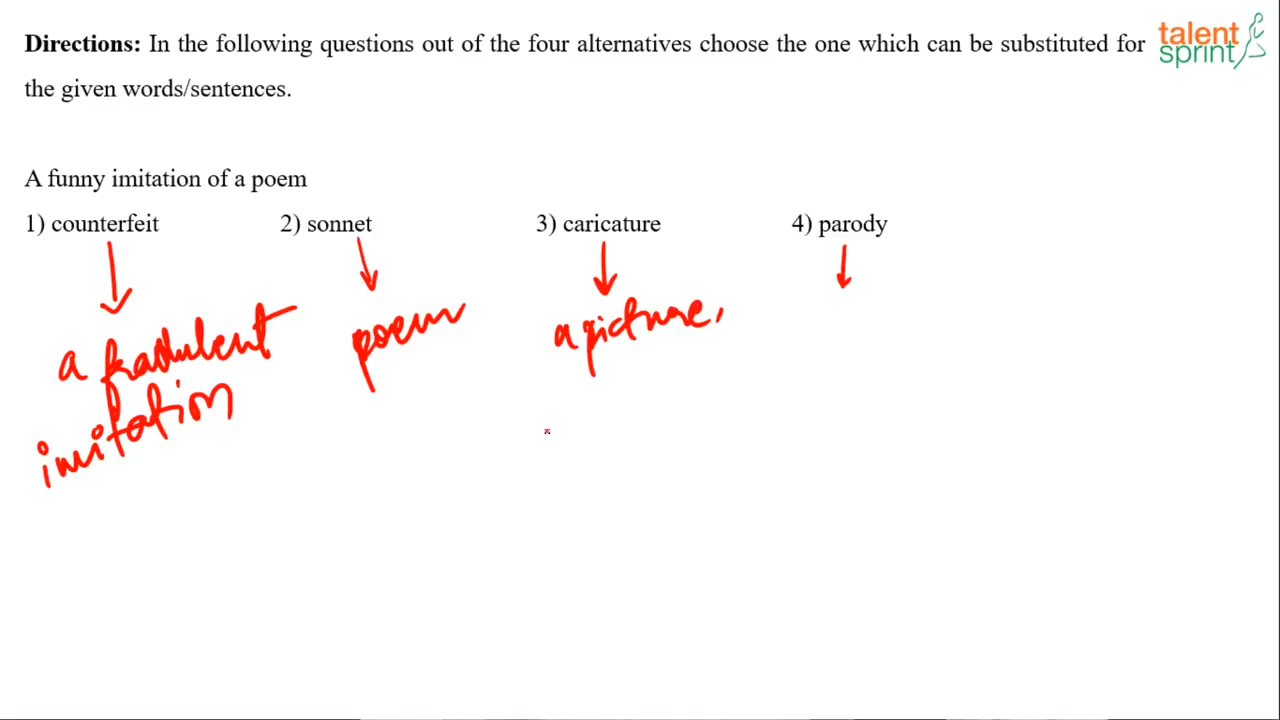 Directions: In the following questions out of the four alternatives choose the one which can be substituted for
talent
sprint
the given words/sentences.
A funny imitation of a poem
1) counterfeit 2) sonnet 3) caricature 4) parody
a fradulent
imitation
poem
a picture,